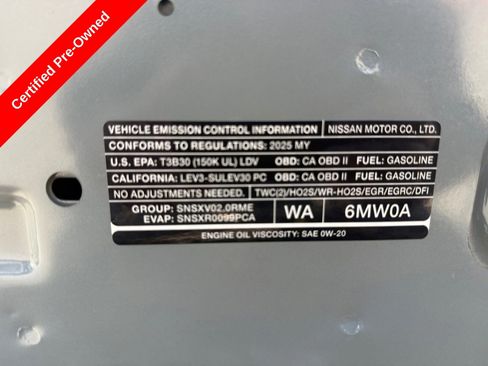 Certified Pre-Owned
VEHICLE EMISSION CONTROL INFORMATION NISSAN MOTOR CO., LTD.
CONFORMS TO REGULATIONS: 2025 MY
U.S. EPA: T3B30 (150K UL) LDV OBD: CA OBD II FUEL: GASOLINE
CALIFORNIA: LEV3-SULEV30 PC OBD: CA OBD II FUEL: GASOLINE
NO ADJUSTMENTS NEEDED. TWC(2)/HO2S/WR-HO2S/EGR/EGRC/DFI
GROUP: SNSXV02.0RME
EVAP: SNSXR0099PCA
WA 6MW0A
ENGINE OIL VISCOSITY: SAE 0W-20